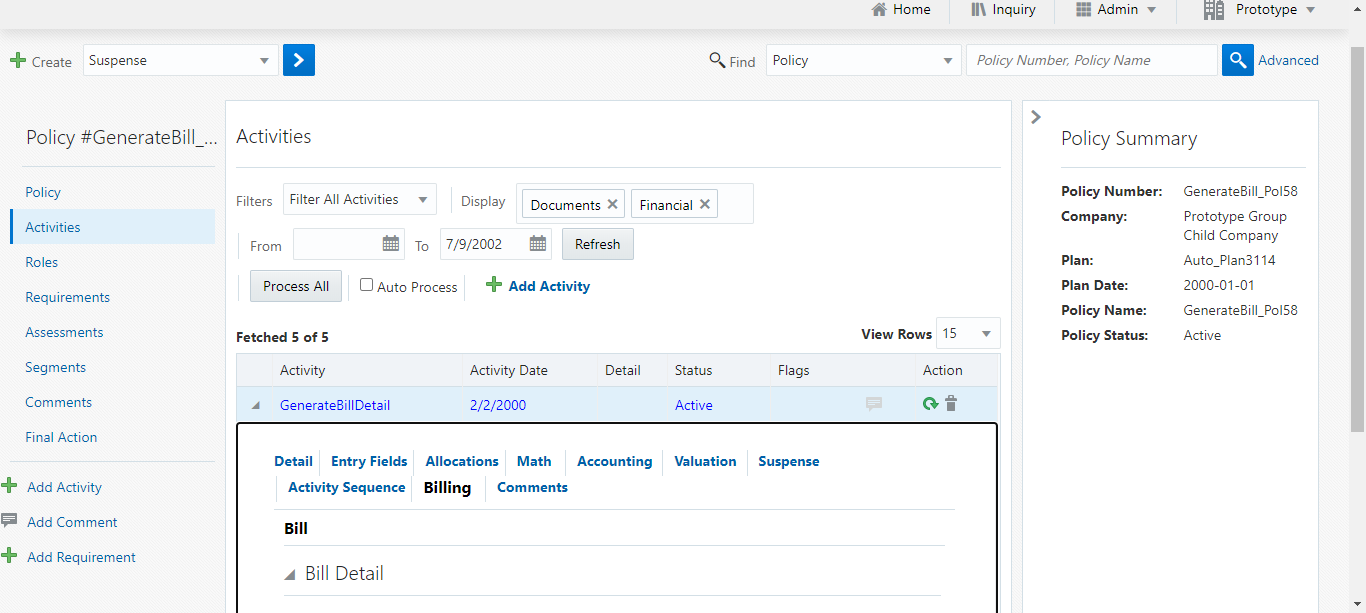 Home Inquiry Admin Prototype
Create Suspense Find Policy Policy Number, Policy Name Advanced
Policy #GenerateBill_...
Policy
Activities
Roles
Requirements
Assessments
Segments
Comments
Final Action
Add Activity
Add Comment
Add Requirement
Activities
Filters Filter All Activities Display Documents Financial
From To 7/9/2002 Refresh
Process All Auto Process Add Activity
Fetched 5 of 5 View Rows 15
Activity Activity Date Detail Status Flags Action
GenerateBillDetail 2/2/2000 Active
Detail Entry Fields Allocations Math Accounting Valuation Suspense
Activity Sequence Billing Comments
Bill
Bill Detail
Policy Summary
Policy Number: GenerateBill_Pol58
Company: Prototype Group
Child Company
Plan: Auto_Plan3114
Plan Date: 2000-01-01
Policy Name: GenerateBill_Pol58
Policy Status: Active